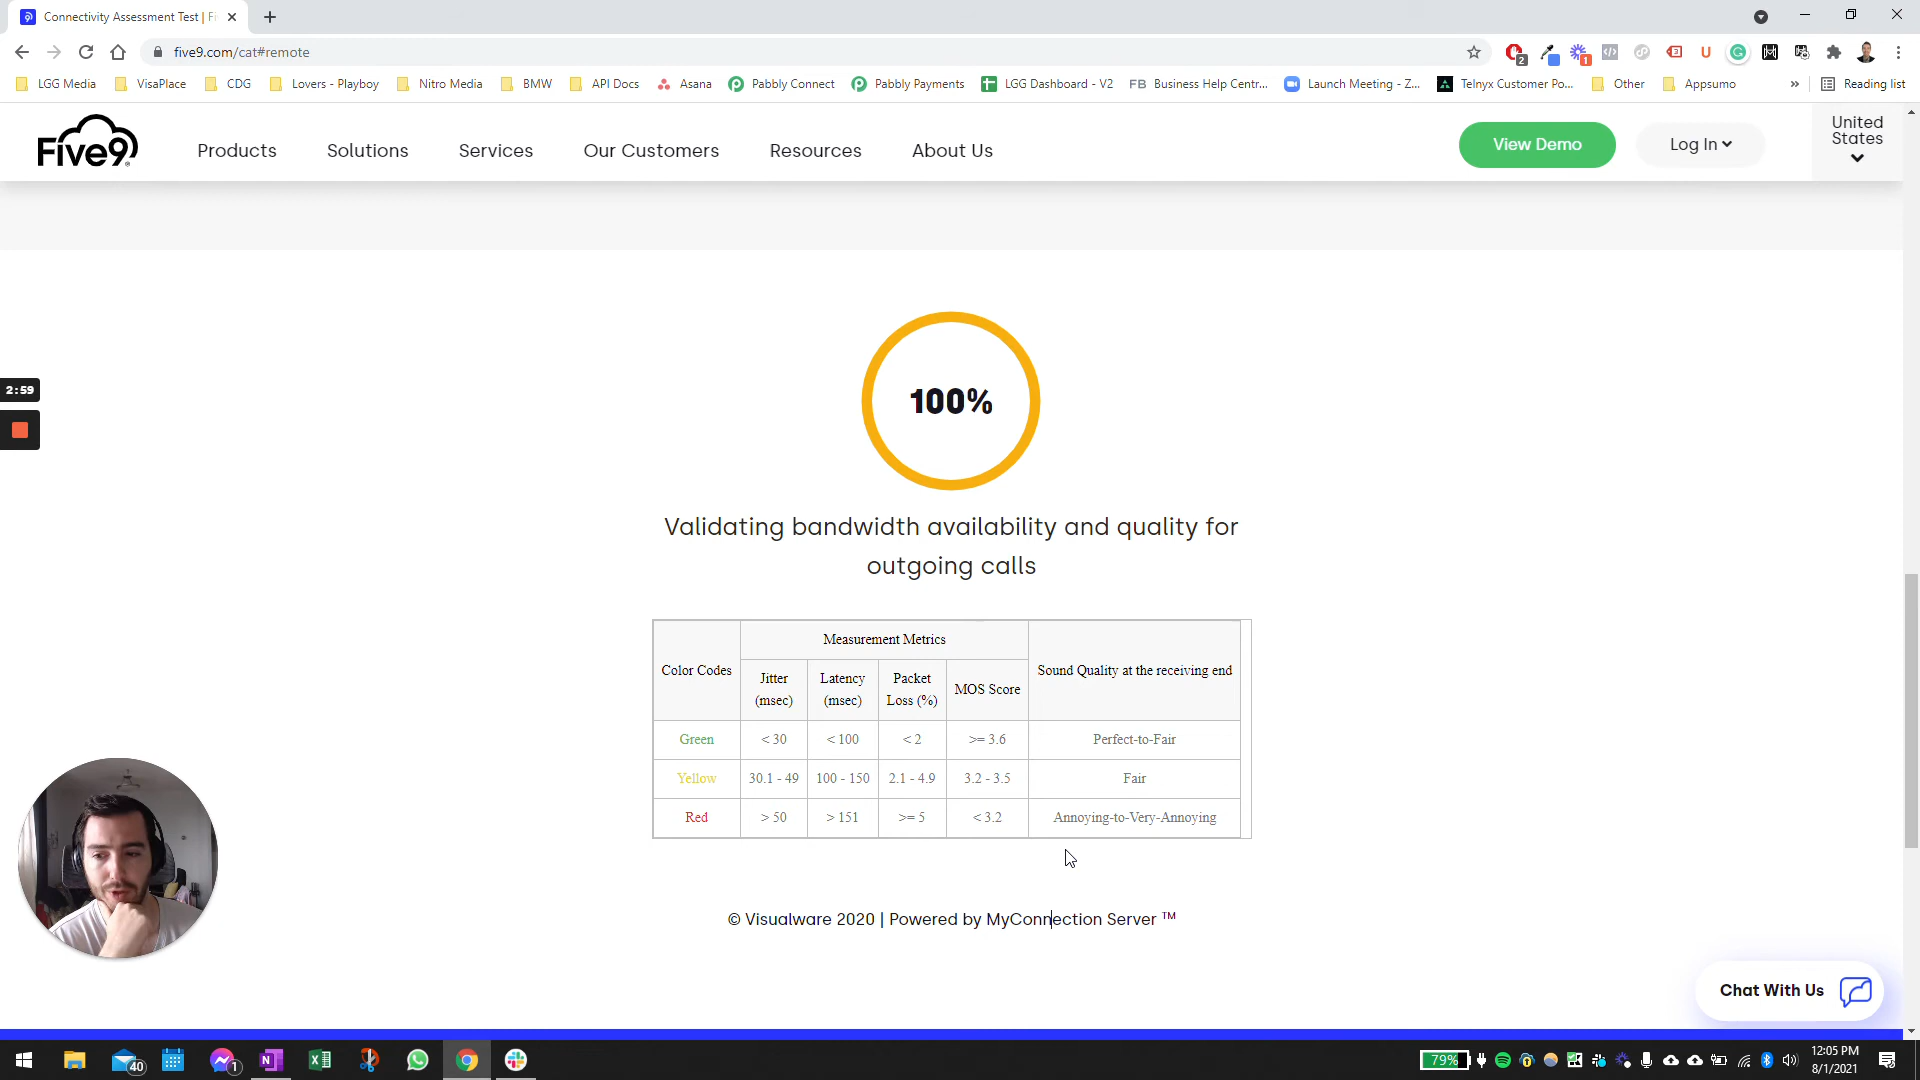 Connectivity Assessment Test | Fi
five9.com/cat#remote
2
1
LGG Media
VisaPlace
CDG
Lovers - Playboy
Nitro Media
BMW
API Docs
Asana
Pabbly Connect
Pabbly Payments
LGG Dashboard - V2
FB Business Help Centr...
Launch Meeting - Z...
Telnyx Customer Po...
Other
Appsumo
»
Reading list
Five9
Products
Solutions
Services
Our Customers
Resources
About Us
View Demo
Log In
United
States
2:59
100%
Validating bandwidth availability and quality for
outgoing calls
Color Codes
Measurement Metrics
Sound Quality at the receiving end
Jitter
(msec)
Latency
(msec)
Packet
Loss (%)
MOS Score
Green < 30 < 100 < 2 >= 3.6 Perfect-to-Fair
Yellow 30.1 - 49 100 - 150 2.1 - 4.9 3.2 - 3.5 Fair
Red > 50 > 151 >= 5 < 3.2 Annoying-to-Very-Annoying
© Visualware 2020 | Powered by MyConnection Server ™
Chat With Us
40
1
79%
12:05 PM
8/1/2021